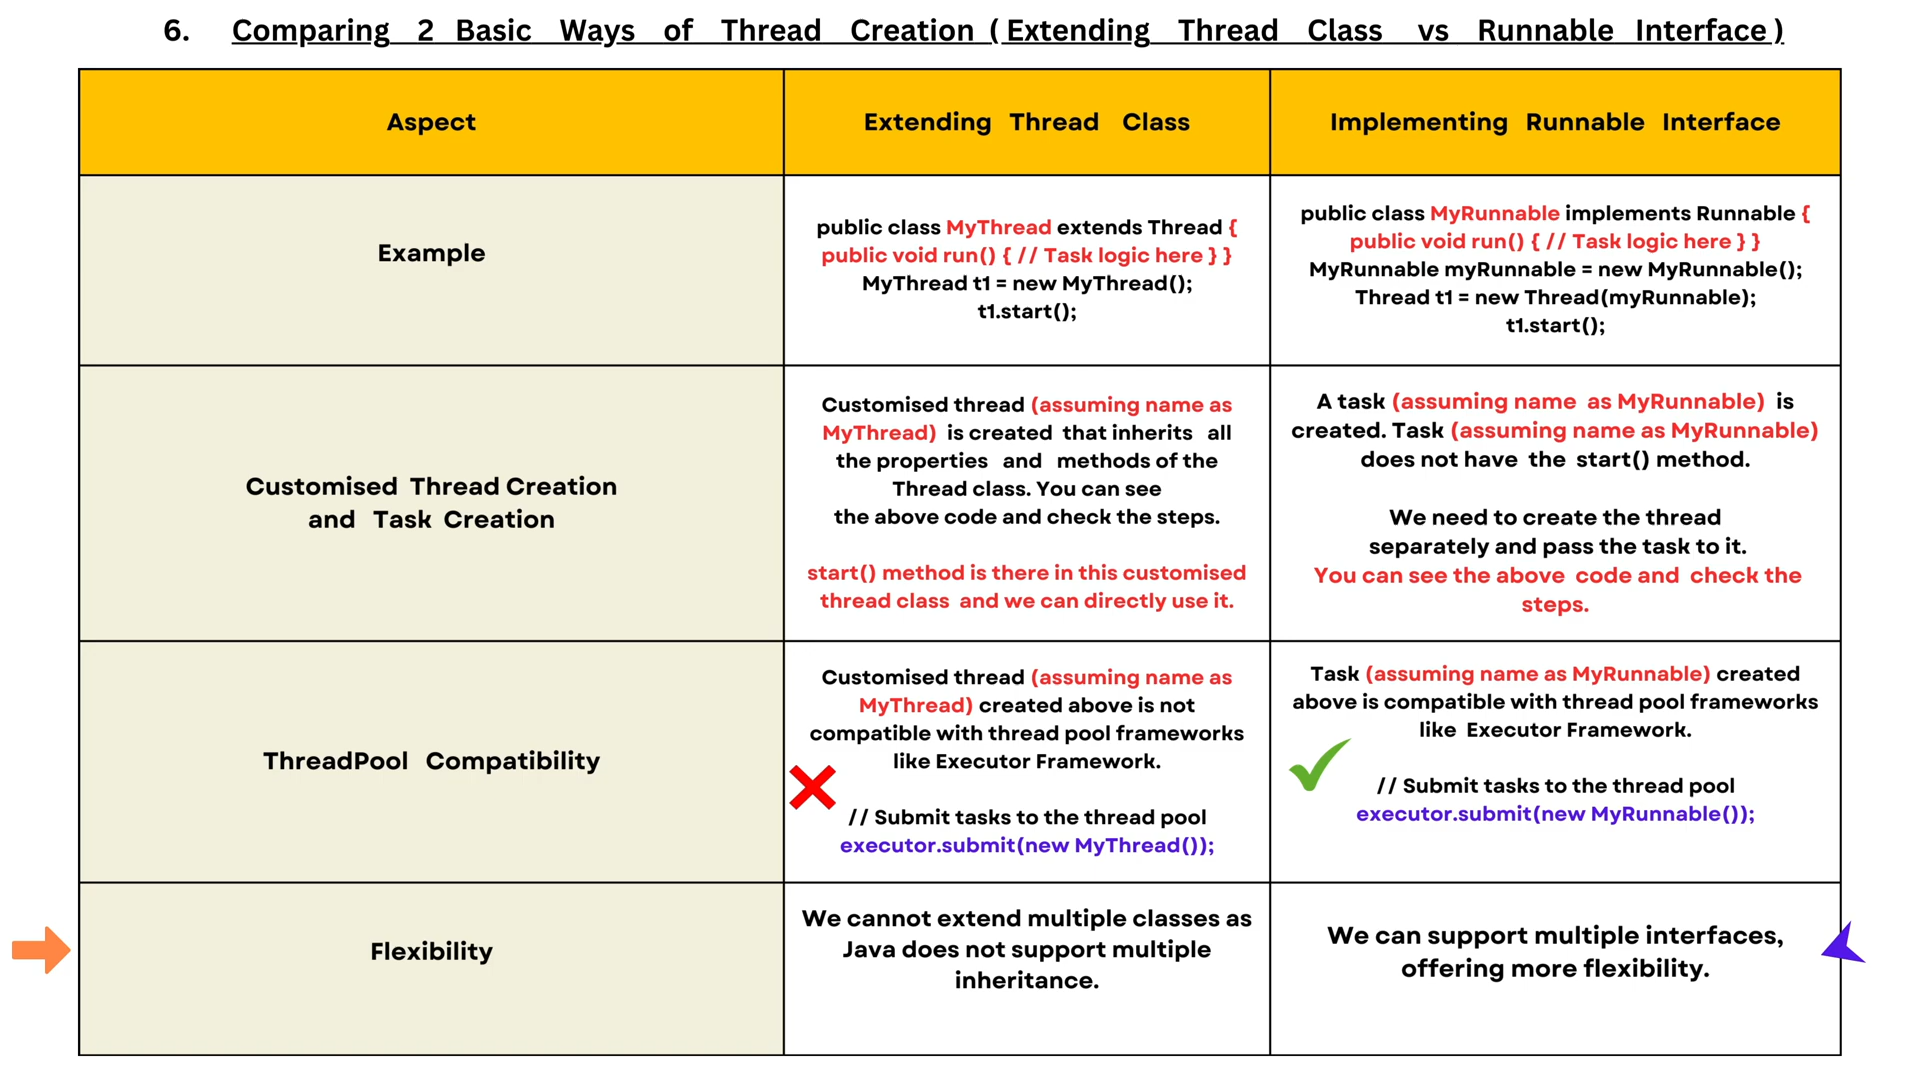 6. Comparing 2 Basic Ways of Thread Creation (Extending Thread Class vs Runnable Interface)
Aspect
Extending Thread Class
Implementing Runnable Interface
Example
public class MyThread extends Thread {
public void run() { // Task logic here } }
MyThread t1 = new MyThread();
t1.start();
public class MyRunnable implements Runnable {
public void run() { // Task logic here } }
MyRunnable myRunnable = new MyRunnable();
Thread t1 = new Thread(myRunnable);
t1.start();
Customised Thread Creation
and Task Creation
Customised thread (assuming name as
MyThread) is created that inherits all
the properties and methods of the
Thread class. You can see
the above code and check the steps.
start() method is there in this customised
thread class and we can directly use it.
A task (assuming name as MyRunnable) is
created. Task (assuming name as MyRunnable)
does not have the start() method.
We need to create the thread
separately and pass the task to it.
You can see the above code and check the
steps.
ThreadPool Compatibility
Customised thread (assuming name as
MyThread) created above is not
compatible with thread pool frameworks
like Executor Framework.
// Submit tasks to the thread pool
executor.submit(new MyThread());
Task (assuming name as MyRunnable) created
above is compatible with thread pool frameworks
like Executor Framework.
// Submit tasks to the thread pool
executor.submit(new MyRunnable());
Flexibility
We cannot extend multiple classes as
Java does not support multiple
inheritance.
We can support multiple interfaces,
offering more flexibility.